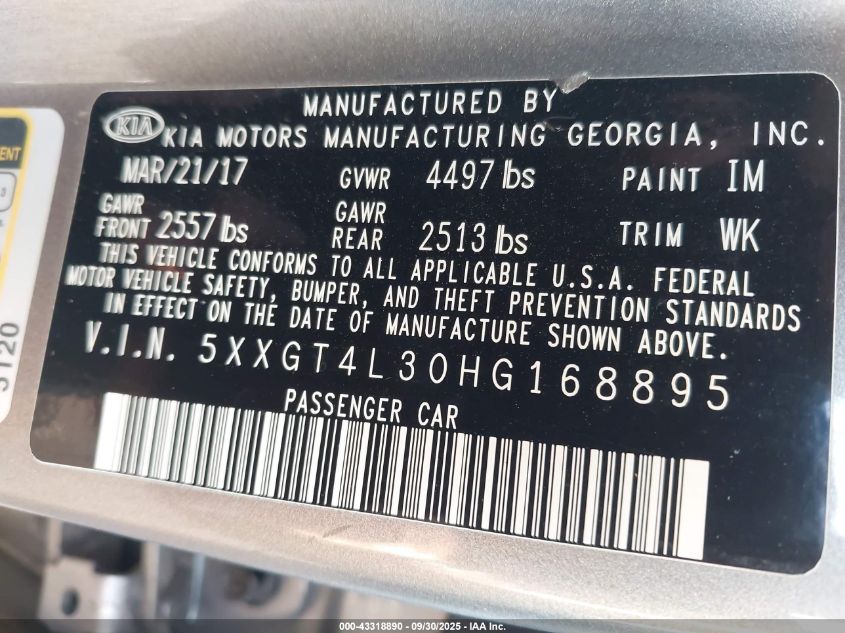 MANUFACTURED BY
KIA KIA MOTORS MANUFACTURING GEORGIA, INC.
MAR/21/17 GVWR 4497 lbs PAINT IM
GAWR FRONT 2557 lbs GAWR REAR 2513 lbs TRIM WK
THIS VEHICLE CONFORMS TO ALL APPLICABLE U.S.A. FEDERAL
MOTOR VEHICLE SAFETY, BUMPER, AND THEFT PREVENTION STANDARDS
IN EFFECT ON THE DATE OF MANUFACTURE SHOWN ABOVE.
V.I.N. 5XXGT4L30HG168895
PASSENGER CAR
000-43318890 - 09/30/2025 - IAA Inc.